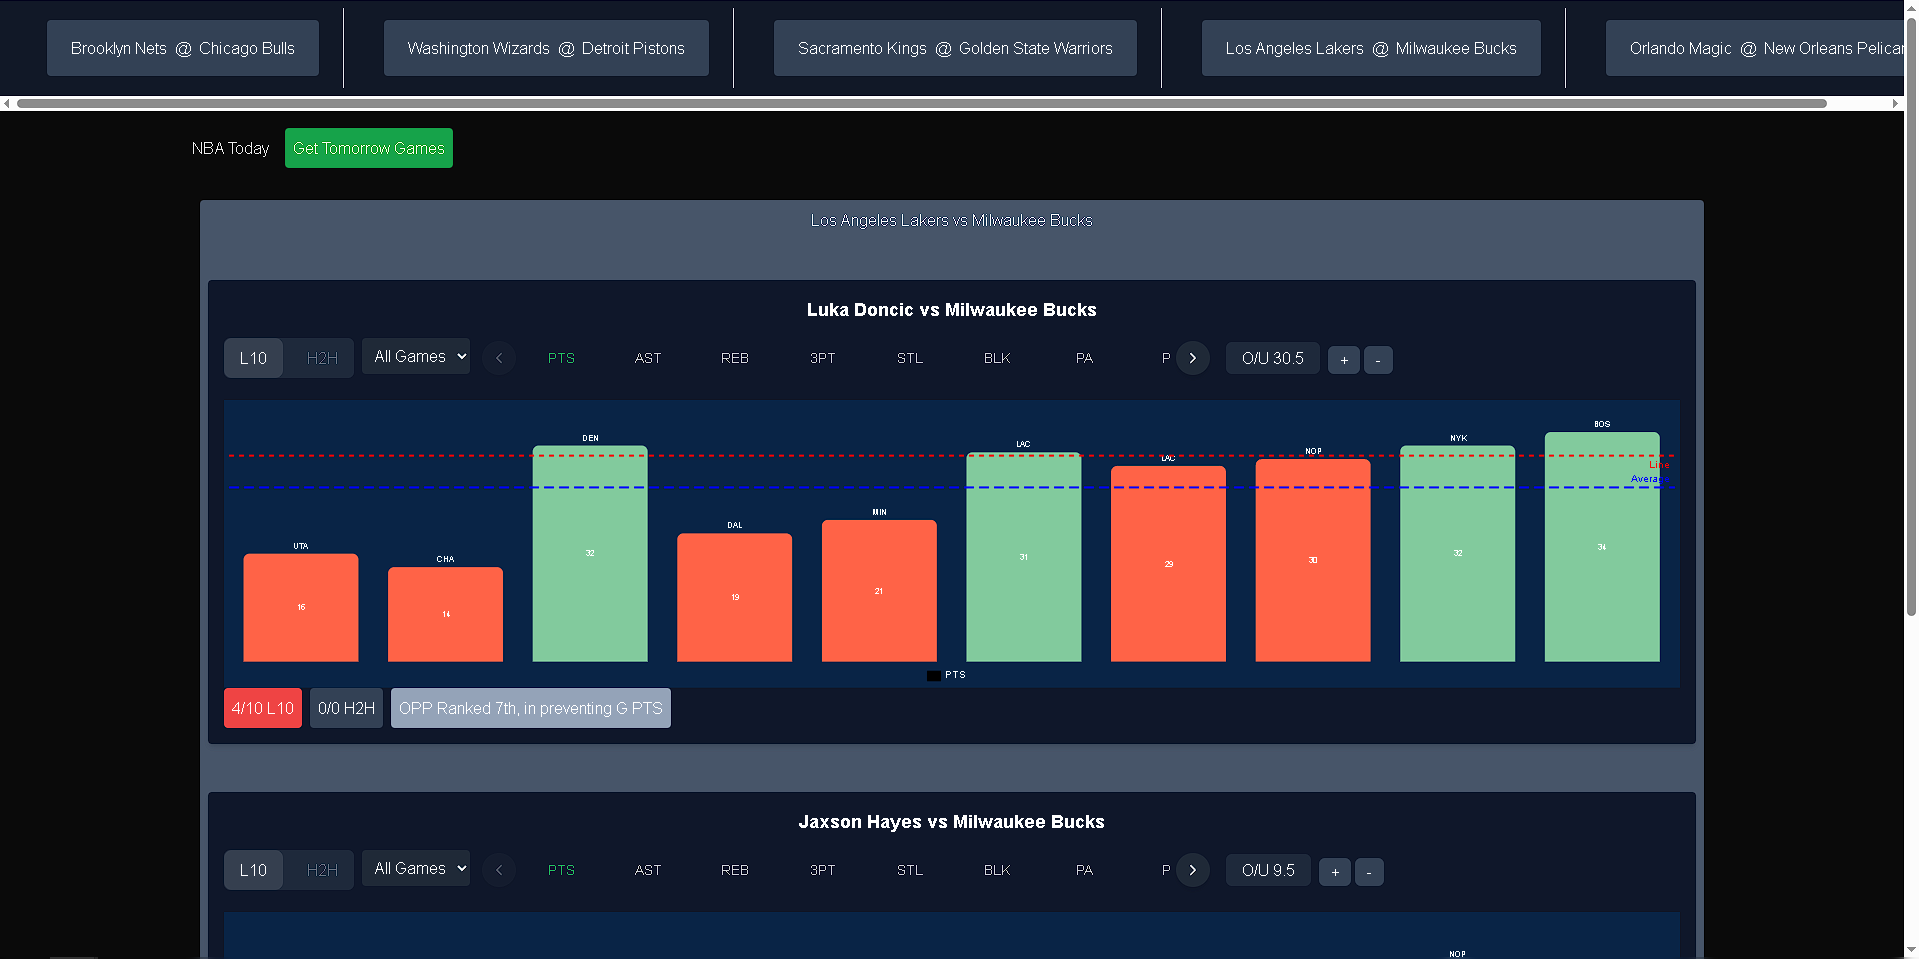 Brooklyn Nets @ Chicago Bulls
Washington Wizards @ Detroit Pistons
Sacramento Kings @ Golden State Warriors
Los Angeles Lakers @ Milwaukee Bucks
Orlando Magic @ New Orleans Pelican
NBA Today
Get Tomorrow Games
Los Angeles Lakers vs Milwaukee Bucks
Luka Doncic vs Milwaukee Bucks
L10 H2H All Games PTS AST REB 3PT STL BLK PA P O/U 30.5 + -
BOS
DEN
NYK
LAC
NOP
LAC
Line
Average
MIN
DAL
UTA
CHA
16 14 32 19 21 31 29 30 32 34
PTS
4/10 L10
0/0 H2H
OPP Ranked 7th, in preventing G PTS
Jaxson Hayes vs Milwaukee Bucks
L10 H2H All Games PTS AST REB 3PT STL BLK PA P O/U 9.5 + -
NOP